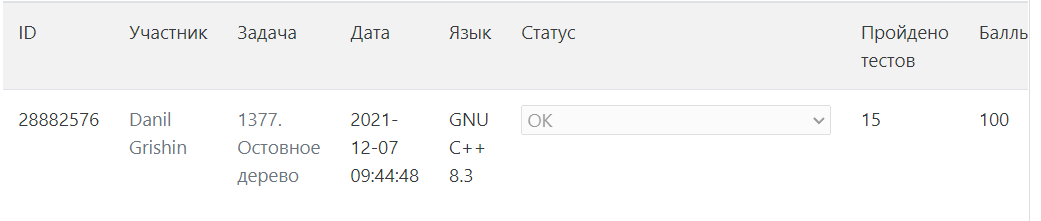 ID Участник Задача Дата Язык Статус Пройдено Баллы
тестов
28882576 Danil 1377. 2021- GNU OK 15 100
Grishin Остовное 12-07 C++
дерево 09:44:48 8.3